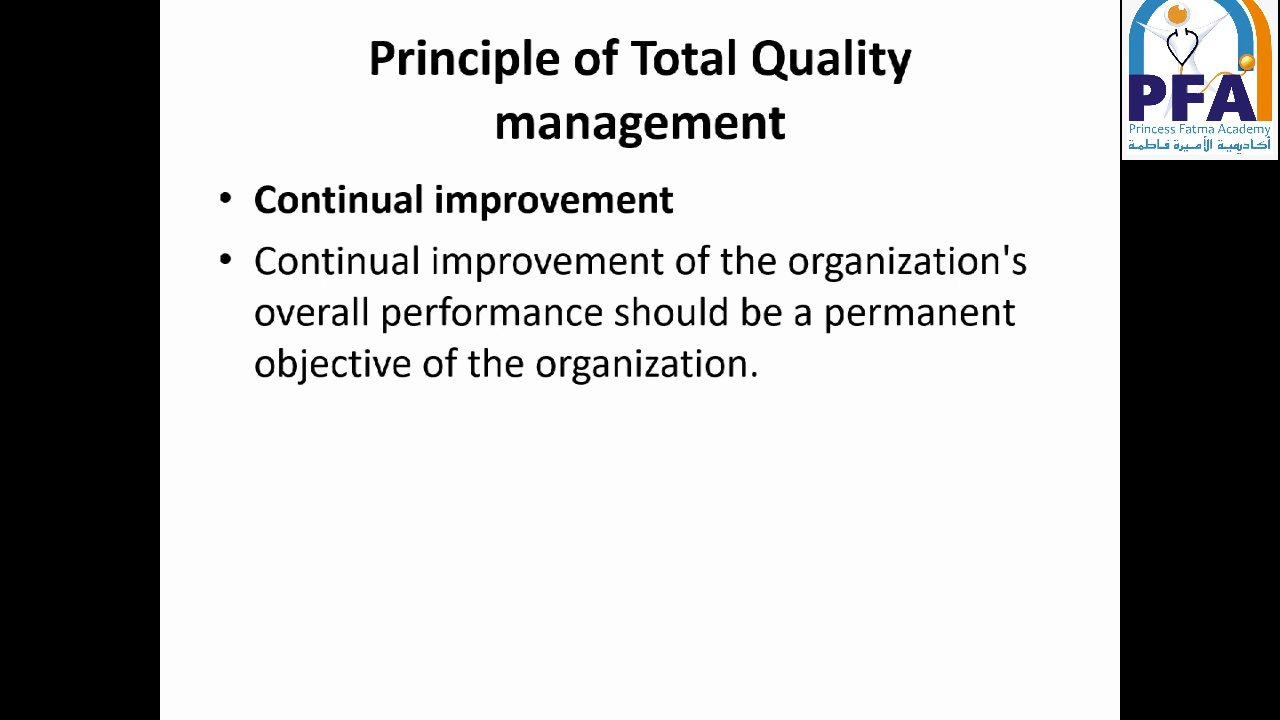 Principle of Total Quality
management
• Continual improvement
• Continual improvement of the organization's
overall performance should be a permanent
objective of the organization.
PFA
Princess Fatma Academy
أكاديمية الأميرة فاطمة